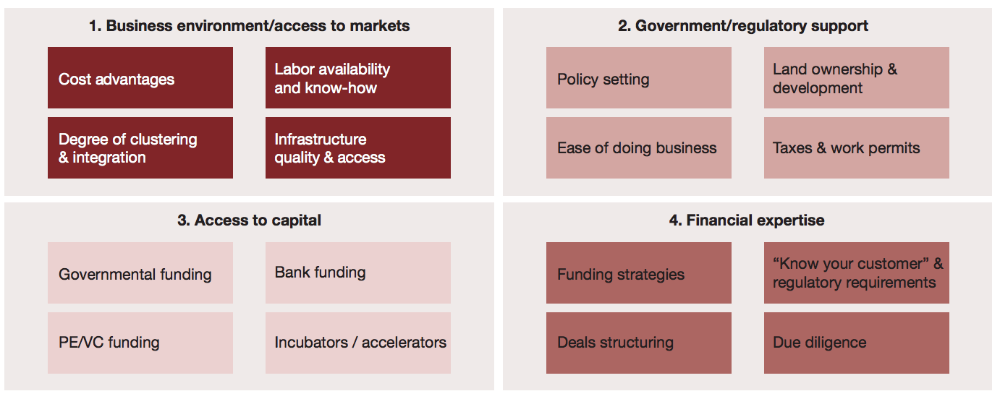 1. Business environment/access to markets
Cost advantages
Labor availability
and know-how
Degree of clustering
& integration
Infrastructure
quality & access
2. Government/regulatory support
Policy setting
Land ownership &
development
Ease of doing business
Taxes & work permits
3. Access to capital
Governmental funding
Bank funding
PE/VC funding
Incubators / accelerators
4. Financial expertise
Funding strategies
“Know your customer” &
regulatory requirements
Deals structuring
Due diligence